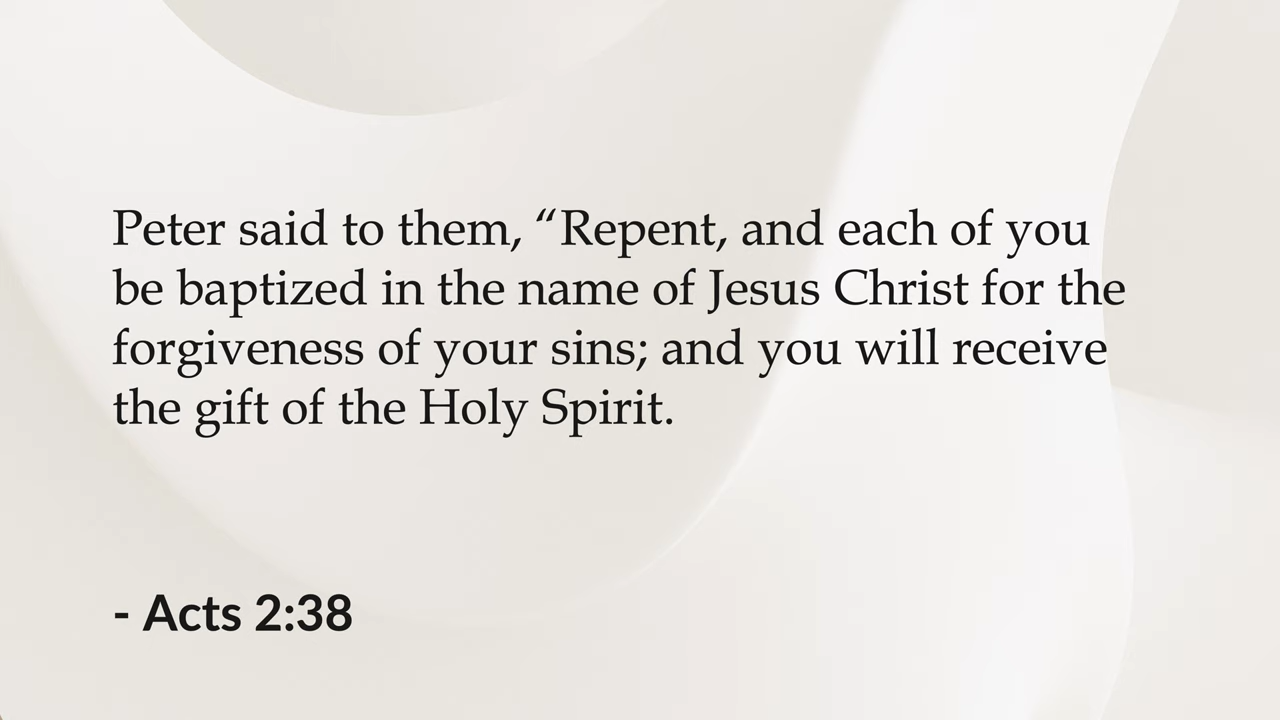 Peter said to them, “Repent, and each of you
be baptized in the name of Jesus Christ for the
forgiveness of your sins; and you will receive
the gift of the Holy Spirit.
- Acts 2:38